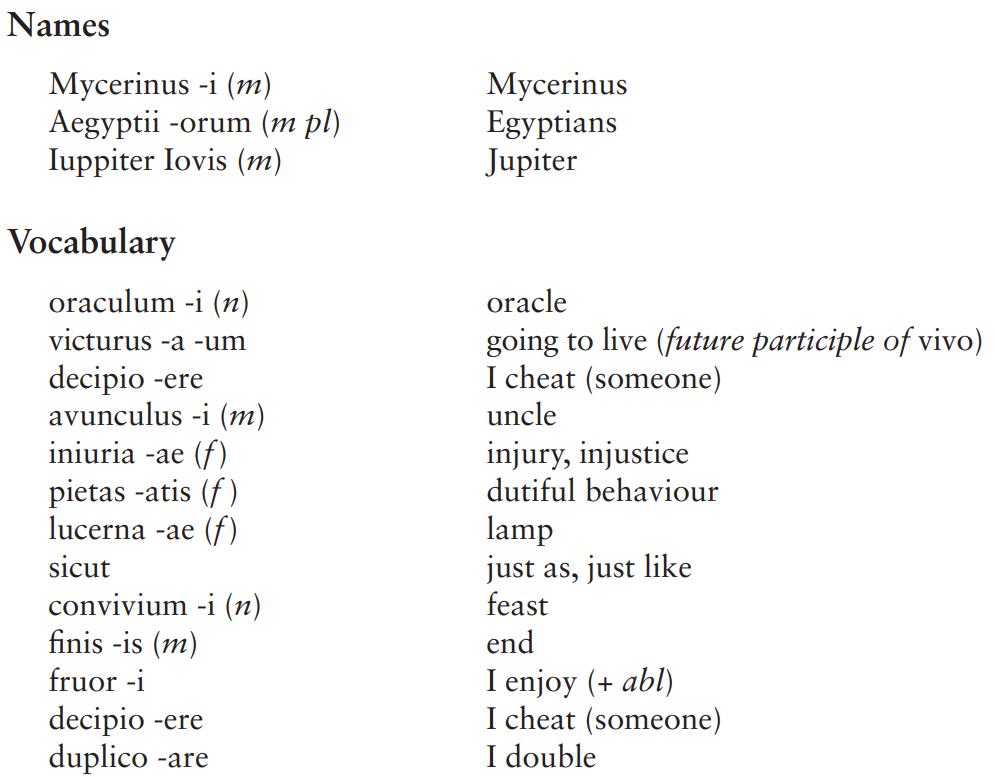 Names
Mycerinus -i (m) Mycerinus
Aegyptii -orum (m pl) Egyptians
Iuppiter Iovis (m) Jupiter
Vocabulary
oraculum -i (n) oracle
victurus -a -um going to live (future participle of vivo)
decipio -ere I cheat (someone)
avunculus -i (m) uncle
iniuria -ae (f) injury, injustice
pietas -atis (f ) dutiful behaviour
lucerna -ae (f) lamp
sicut just as, just like
convivium -i (n) feast
finis -is (m) end
fruor -i I enjoy (+ abl)
decipio -ere I cheat (someone)
duplico -are I double